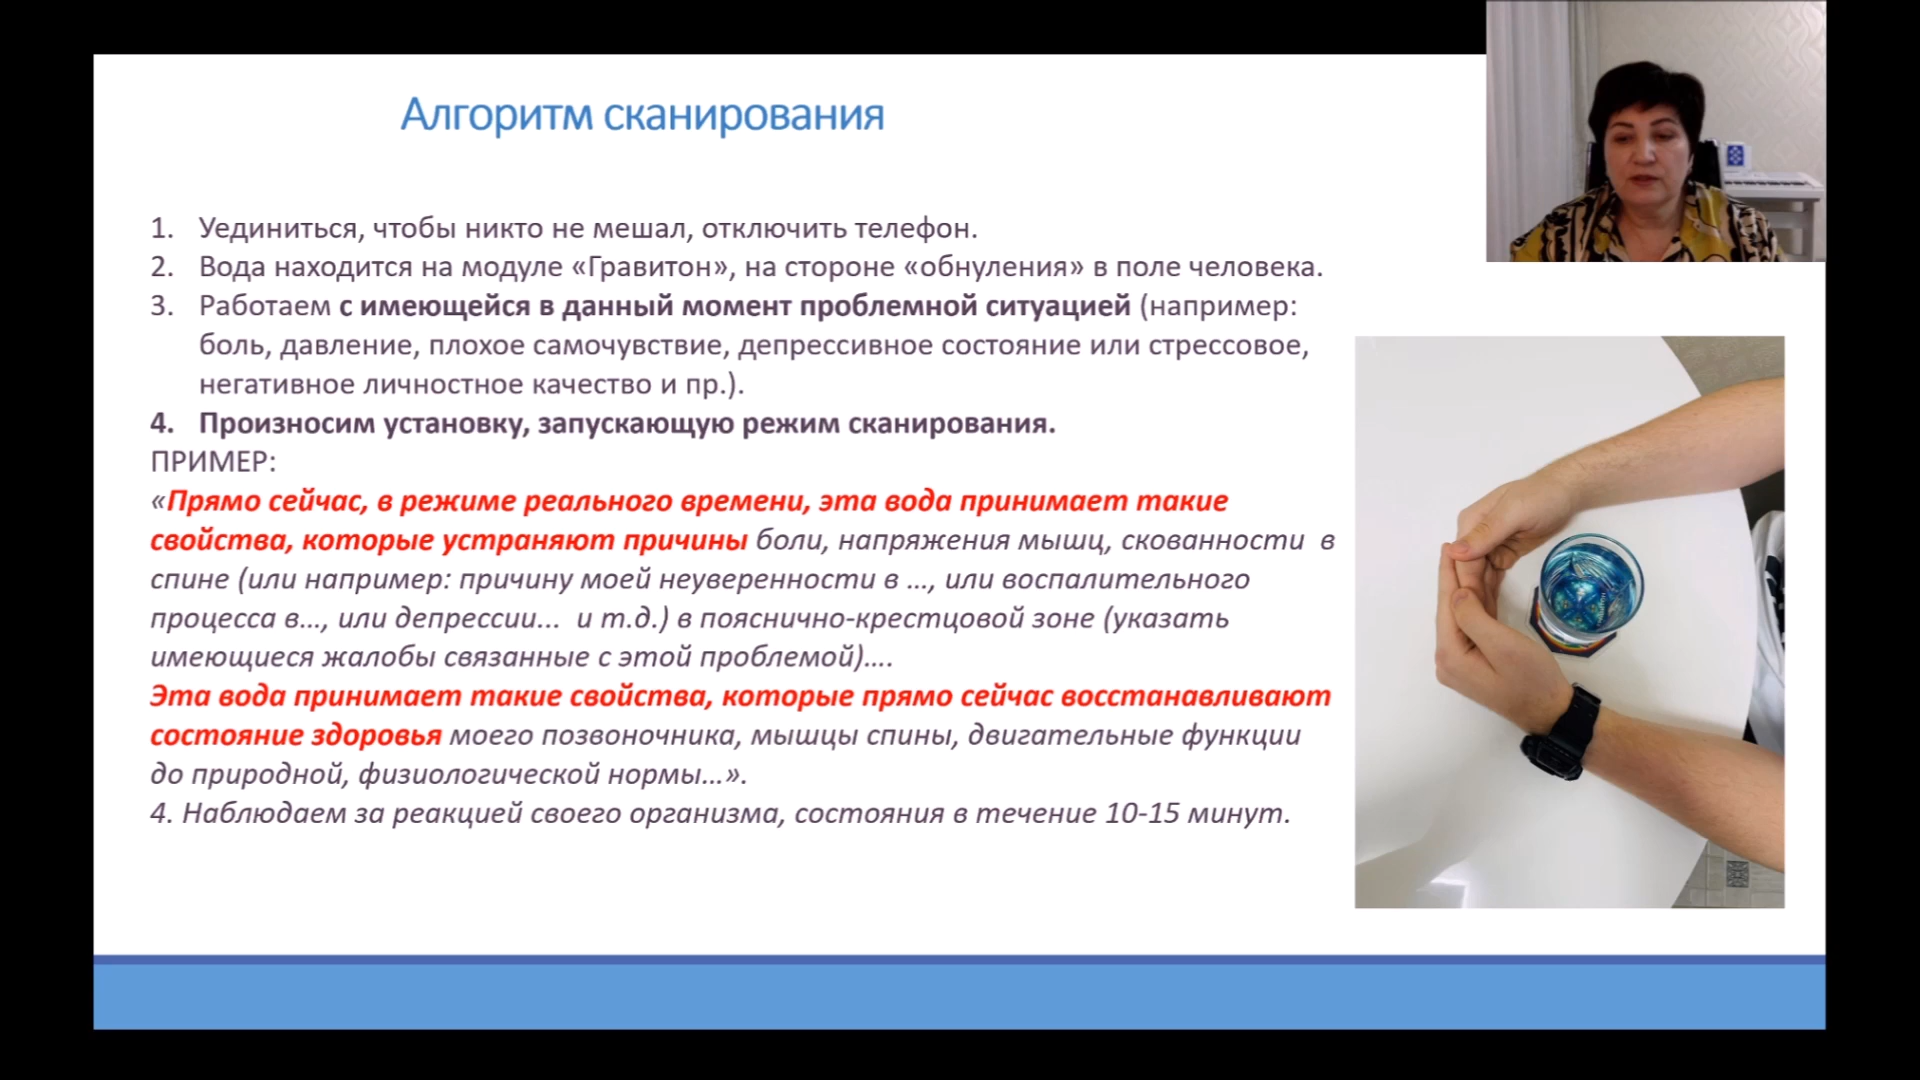 Алгоритм сканирования
1. Уединиться, чтобы никто не мешал, отключить телефон.
2. Вода находится на модуле «Гравитон», на стороне «обнуления» в поле человека.
3. Работаем с имеющейся в данный момент проблемной ситуацией (например:
боль, давление, плохое самочувствие, депрессивное состояние или стрессовое,
негативное личностное качество и пр.).
4. Произносим установку, запускающую режим сканирования.
ПРИМЕР:
«Прямо сейчас, в режиме реального времени, эта вода принимает такие
свойства, которые устраняют причины боли, напряжения мышц, скованности в
спине (или например: причину моей неуверенности в ..., или воспалительного
процесса в..., или депрессии... и т.д.) в пояснично-крестцовой зоне (указать
имеющиеся жалобы связанные с этой проблемой)....
Эта вода принимает такие свойства, которые прямо сейчас восстанавливают
состояние здоровья моего позвоночника, мышцы спины, двигательные функции
до природной, физиологической нормы...».
4. Наблюдаем за реакцией своего организма, состояния в течение 10-15 минут.